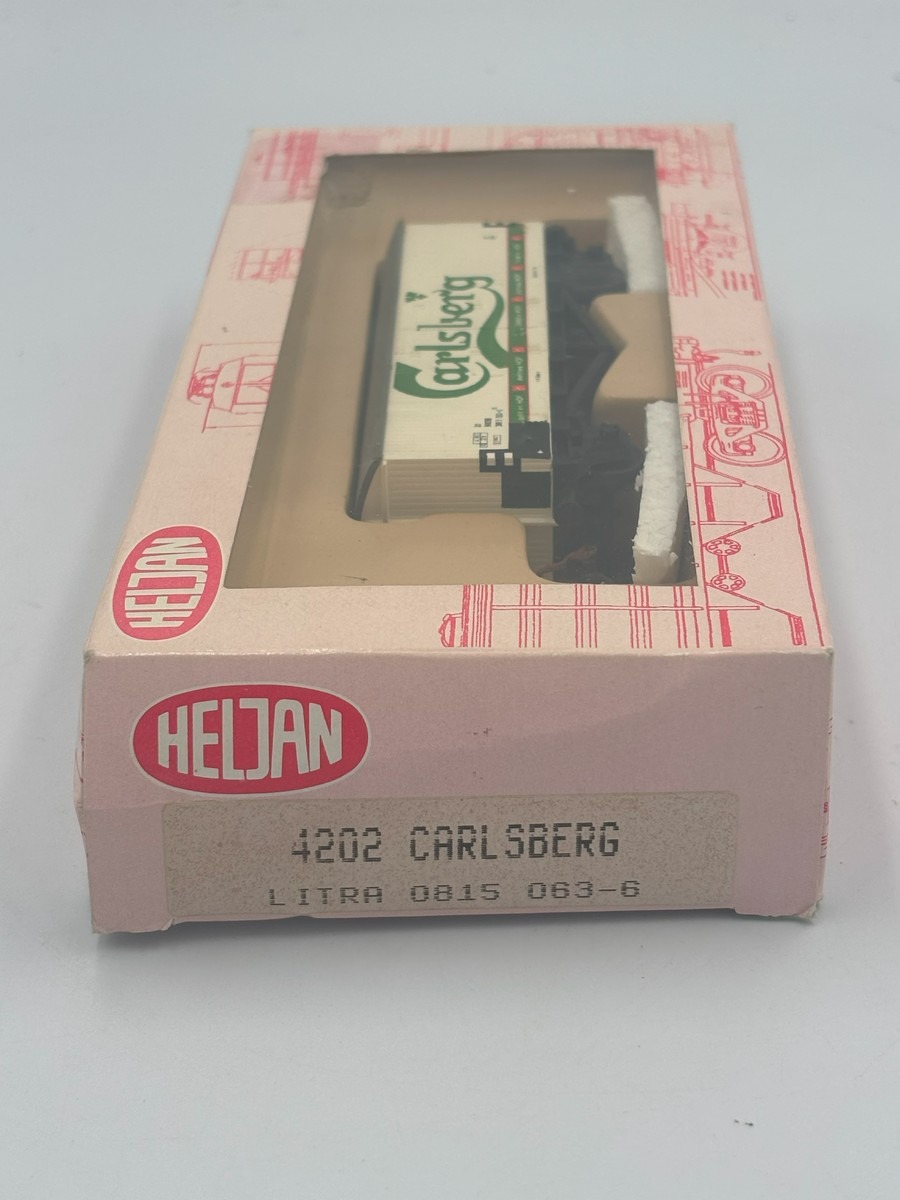 Carlsberg
HELJAN
HELJAN
4202 CARLSBERG
LITRA 0815 063-6